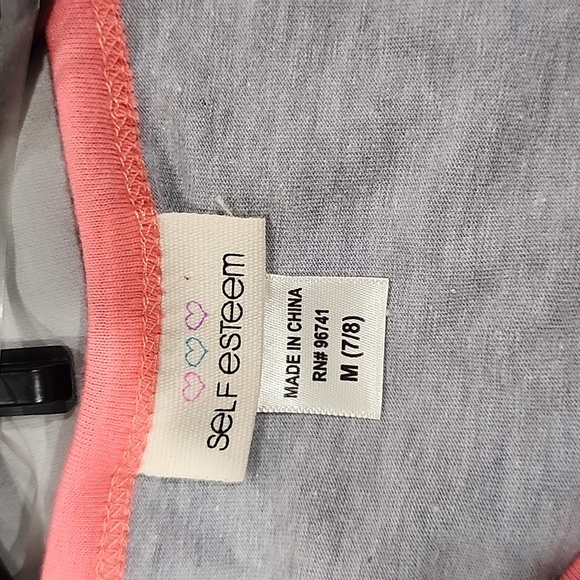 self esteem
MADE IN CHINA
RN# 96741
M (7/8)